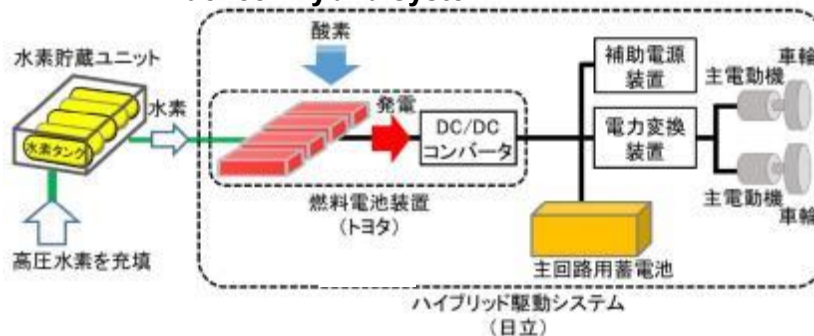 酸素
水素貯蔵ユニット
水素
水素タンク
高圧水素を充填
発電
DC/DC
コンバータ
燃料電池装置
(トヨタ)
補助電源
装置
電力変換
装置
主電動機
車輪
主電動機
車輪
主回路用蓄電池
ハイブリッド駆動システム
(日立)